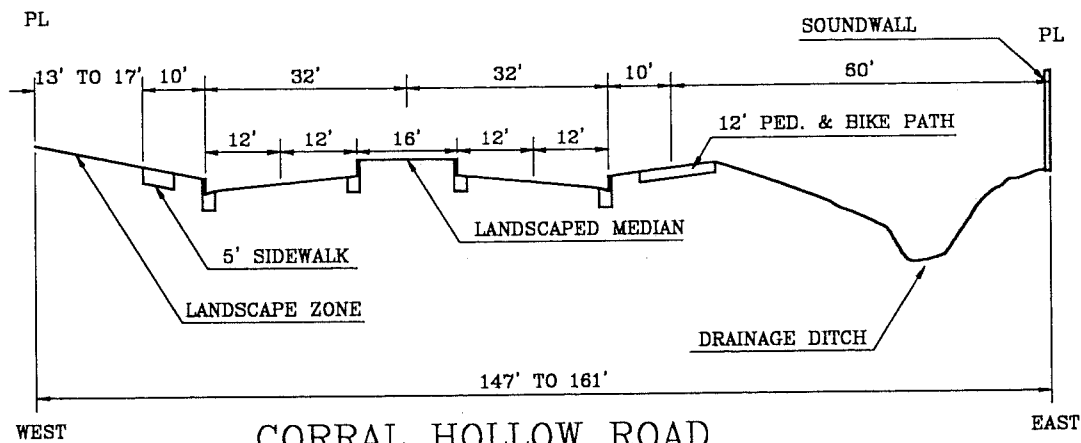 PL
SOUNDWALL
PL
13' TO 17'
10'
32'
32'
10'
60'
12'
12'
16'
12'
12'
12' PED. & BIKE PATH
LANDSCAPED MEDIAN
5' SIDEWALK
LANDSCAPE ZONE
DRAINAGE DITCH
147' TO 161'
WEST
EAST
CORRAL HOLLOW ROAD